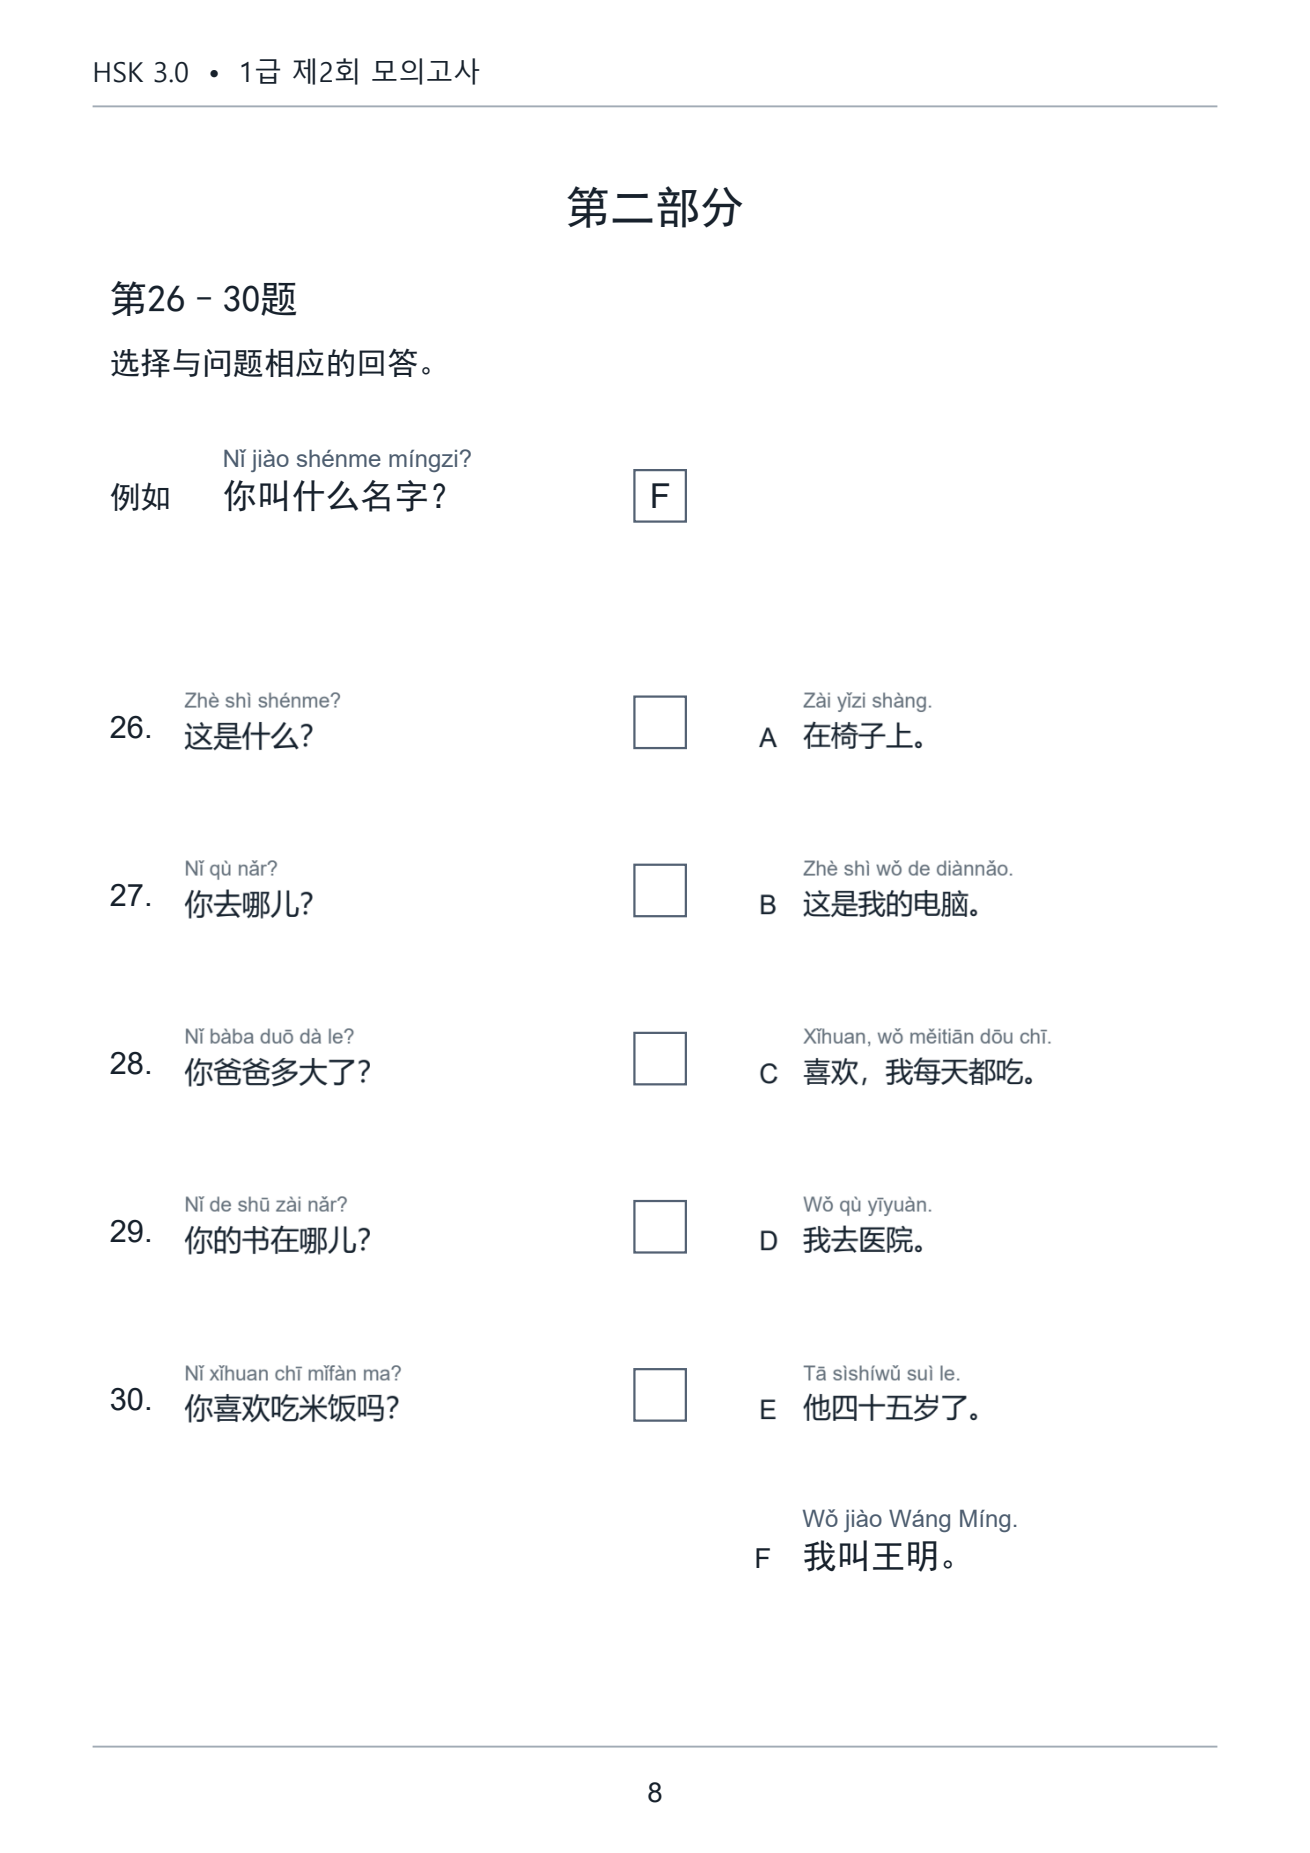 HSK 3.0 • 1급 제2회 모의고사
第二部分
第26－30题
选择与问题相应的回答。
Nǐ jiào shénme míngzi?
例如 你叫什么名字？ F
Zhè shì shénme? Zài yǐzi shàng.
26. 这是什么? A 在椅子上。
Nǐ qù nǎr? Zhè shì wǒ de diànnǎo.
27. 你去哪儿? B 这是我的电脑。
Nǐ bàba duō dà le? Xǐhuan, wǒ měitiān dōu chī.
28. 你爸爸多大了? C 喜欢，我每天都吃。
Nǐ de shū zài nǎr? Wǒ qù yīyuàn.
29. 你的书在哪儿? D 我去医院。
Nǐ xǐhuan chī mǐfàn ma? Tā sìshíwǔ suì le.
30. 你喜欢吃米饭吗? E 他四十五岁了。
Wǒ jiào Wáng Míng.
F 我叫王明。
8